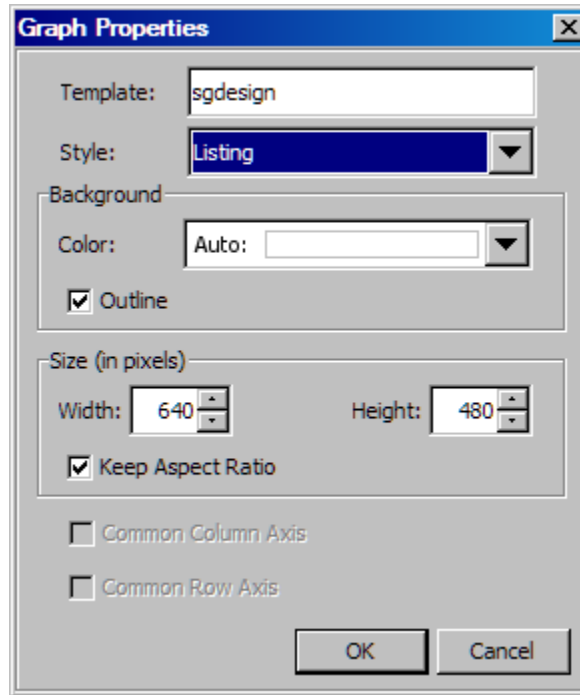 Graph Properties
Template: sgdesign
Style: Listing
Background
Color: Auto:
Outline
Size (in pixels)
Width: 640 Height: 480
Keep Aspect Ratio
Common Column Axis
Common Row Axis
OK Cancel